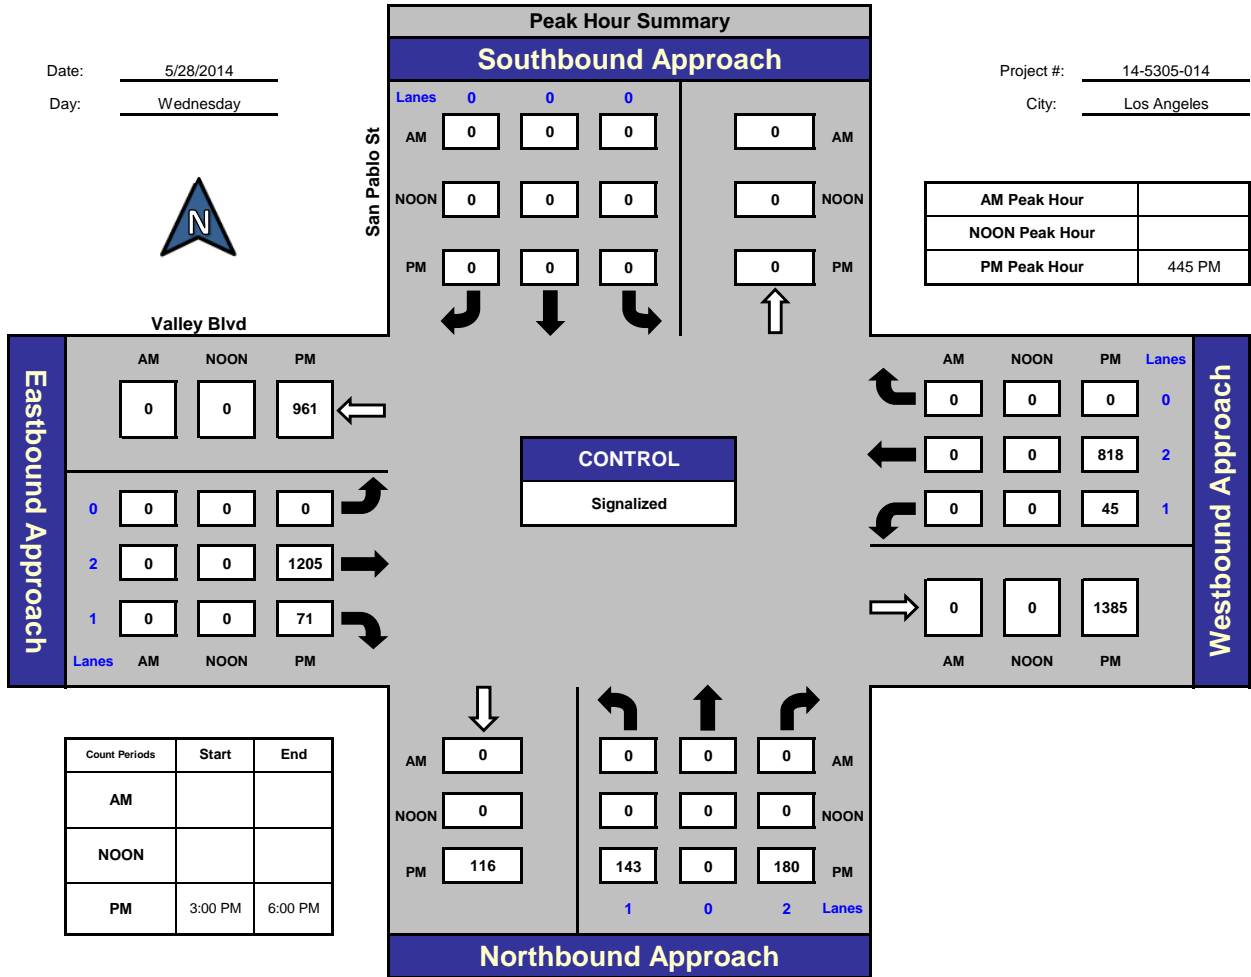 Peak Hour Summary
Southbound Approach
Date: 5/28/2014
Day: Wednesday
Project #: 14-5305-014
City: Los Angeles
N
San Pablo St
Lanes 0 0 0
AM 0 0 0 0 AM
NOON 0 0 0 0 NOON
PM 0 0 0 0 PM
AM Peak Hour
NOON Peak Hour
PM Peak Hour 445 PM
Valley Blvd
Eastbound Approach
AM NOON PM
0 0 961
0 0 0 0
2 0 0 1205
1 0 0 71
Lanes AM NOON PM
CONTROL
Signalized
AM NOON PM Lanes
0 0 0 0
0 0 818 2
0 0 45 1
0 0 1385
AM NOON PM
Westbound Approach
Count Periods Start End
AM
NOON
PM 3:00 PM 6:00 PM
AM 0 0 0 0 AM
NOON 0 0 0 0 NOON
PM 116 143 0 180 PM
1 0 2 Lanes
Northbound Approach